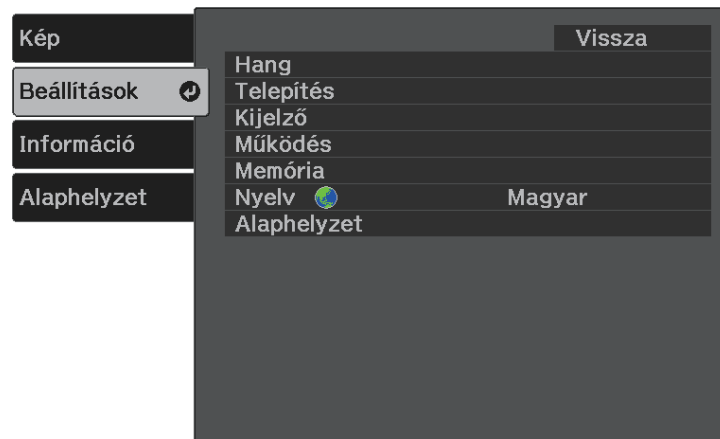 Kép
Beállítások
Információ
Alaphelyzet
Vissza
Hang
Telepítés
Kijelző
Működés
Memória
Nyelv Magyar
Alaphelyzet